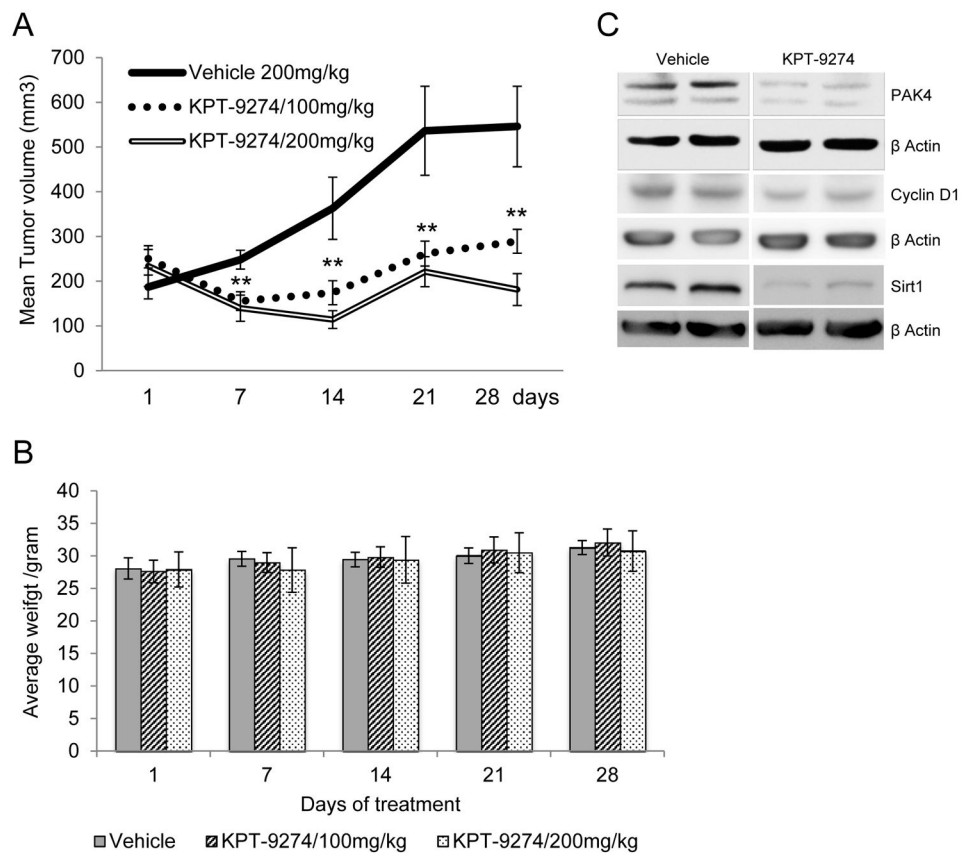 A
700
600
500
400
300
200
100
0
Mean Tumor volume (mm3)
Vehicle 200mg/kg
KPT-9274/100mg/kg
KPT-9274/200mg/kg
**
**
**
**
1 7 14 21 28 days
C
Vehicle KPT-9274
PAK4
β Actin
Cyclin D1
β Actin
Sirt1
β Actin
B
40
35
30
25
20
15
10
5
0
Average weifgt /gram
1 7 14 21 28
Days of treatment
Vehicle KPT-9274/100mg/kg KPT-9274/200mg/kg